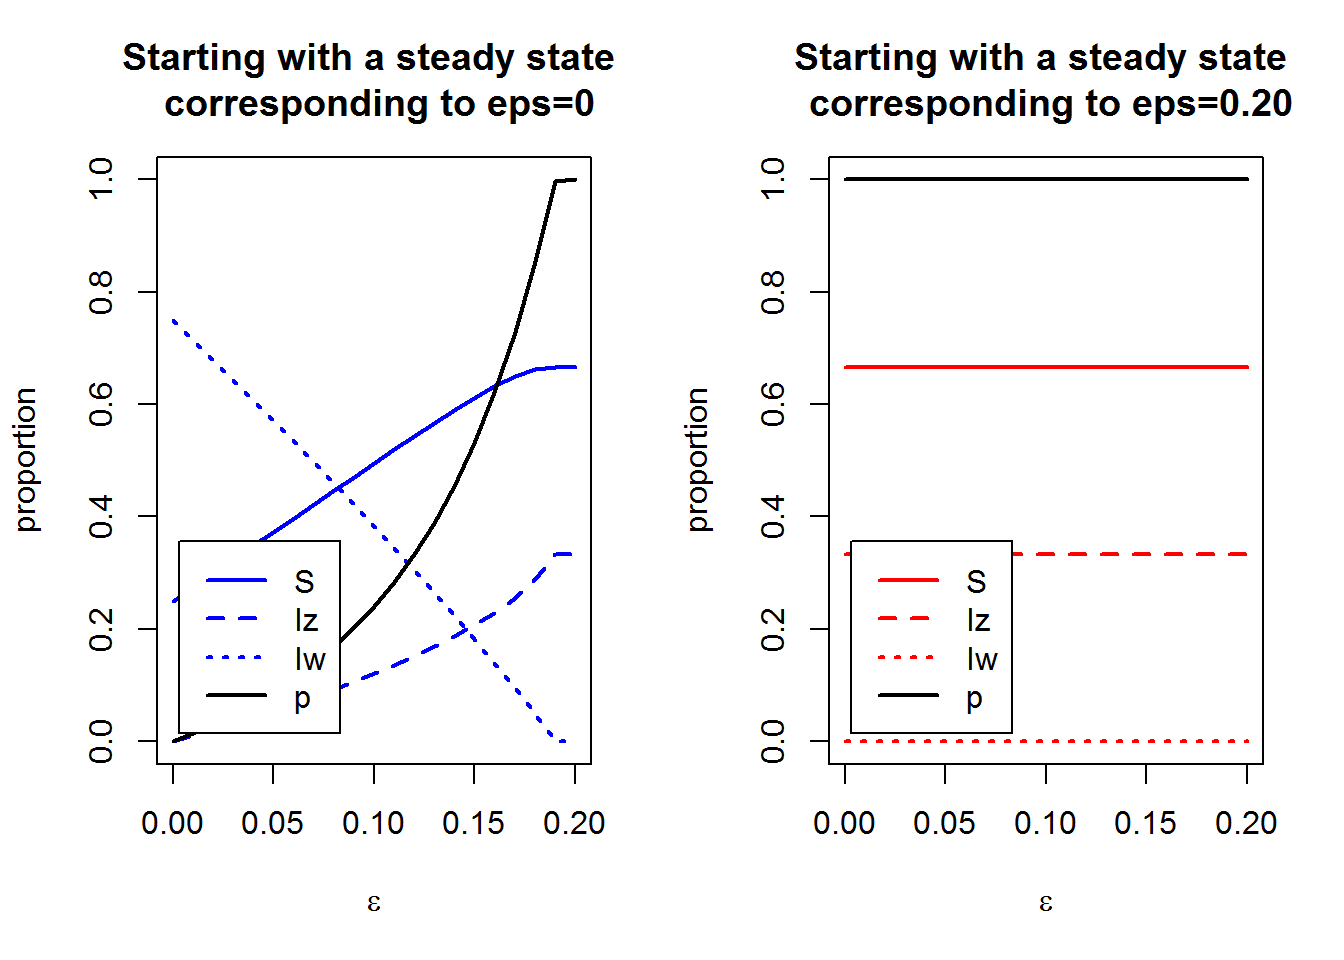 Starting with a steady state
corresponding to eps=0
proportion
1.0
0.8
0.6
0.4
0.2
0.0
S
Iz
Iw
p
0.00 0.05 0.10 0.15 0.20
ε
Starting with a steady state
corresponding to eps=0.20
proportion
1.0
0.8
0.6
0.4
0.2
0.0
S
Iz
Iw
p
0.00 0.05 0.10 0.15 0.20
ε